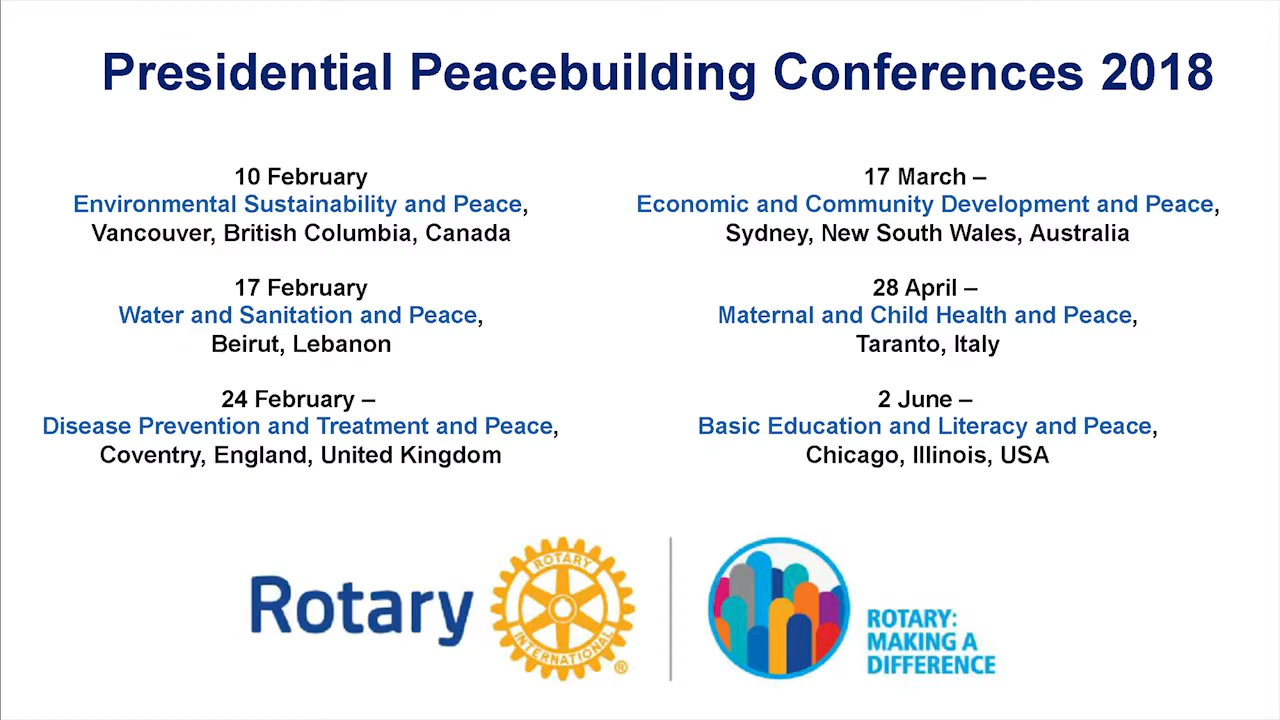 Presidential Peacebuilding Conferences 2018
10 February
Environmental Sustainability and Peace,
Vancouver, British Columbia, Canada
17 February
Water and Sanitation and Peace,
Beirut, Lebanon
24 February –
Disease Prevention and Treatment and Peace,
Coventry, England, United Kingdom
17 March –
Economic and Community Development and Peace,
Sydney, New South Wales, Australia
28 April –
Maternal and Child Health and Peace,
Taranto, Italy
2 June –
Basic Education and Literacy and Peace,
Chicago, Illinois, USA
Rotary
ROTARY
INTERNATIONAL
®
ROTARY:
MAKING A
DIFFERENCE